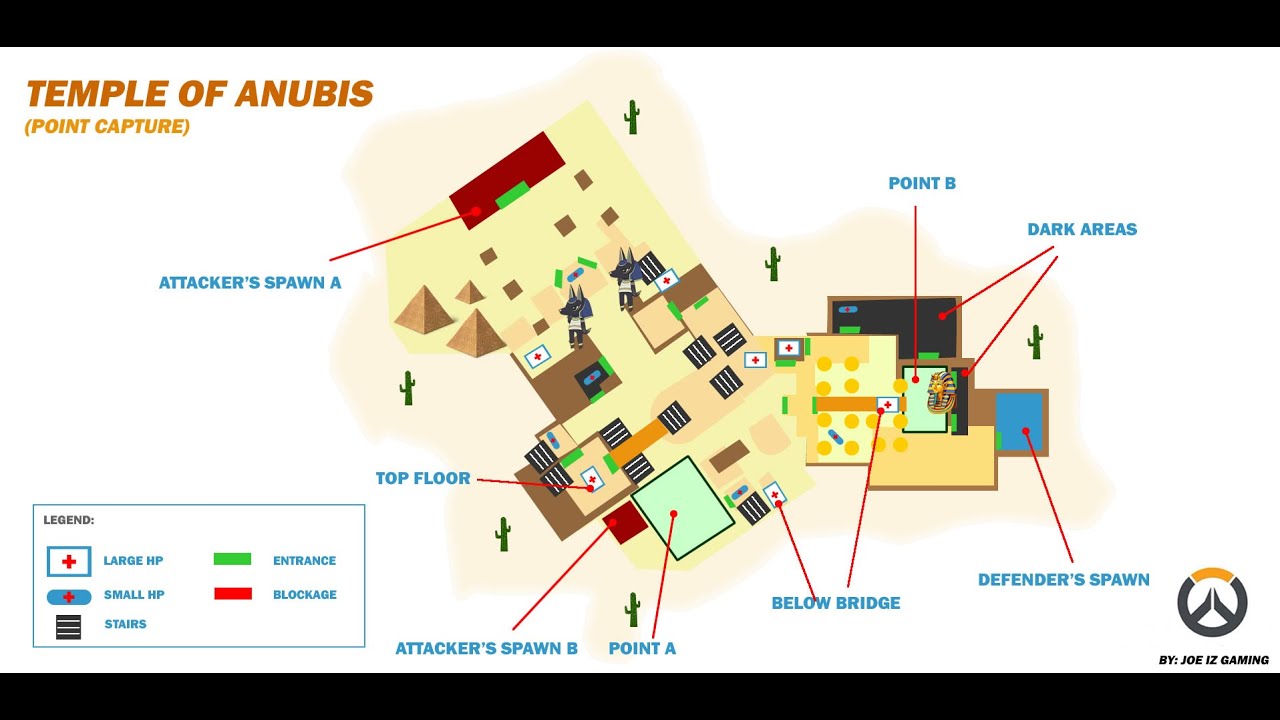 TEMPLE OF ANUBIS
(POINT CAPTURE)
POINT B
DARK AREAS
ATTACKER'S SPAWN A
TOP FLOOR
LEGEND:
LARGE HP
ENTRANCE
SMALL HP
BLOCKAGE
STAIRS
DEFENDER'S SPAWN
BELOW BRIDGE
ATTACKER'S SPAWN B
POINT A
BY: JOE IZ GAMING